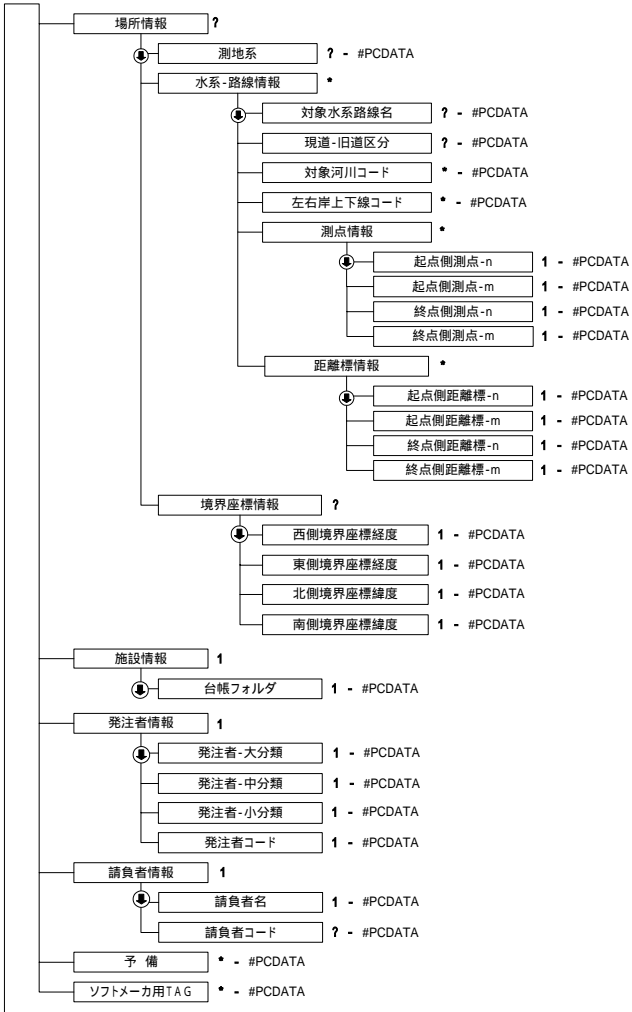 場所情報 ?
測地系 ? - #PCDATA
水系-路線情報 *
対象水系路線名 ? - #PCDATA
現道-旧道区分 ? - #PCDATA
対象河川コード * - #PCDATA
左右岸上下線コード * - #PCDATA
測点情報 *
起点側測点-n 1 - #PCDATA
起点側測点-m 1 - #PCDATA
終点側測点-n 1 - #PCDATA
終点側測点-m 1 - #PCDATA
距離標情報 *
起点側距離標-n 1 - #PCDATA
起点側距離標-m 1 - #PCDATA
終点側距離標-n 1 - #PCDATA
終点側距離標-m 1 - #PCDATA
境界座標情報 ?
西側境界座標経度 1 - #PCDATA
東側境界座標経度 1 - #PCDATA
北側境界座標緯度 1 - #PCDATA
南側境界座標緯度 1 - #PCDATA
施設情報 1
台帳フォルダ 1 - #PCDATA
発注者情報 1
発注者-大分類 1 - #PCDATA
発注者-中分類 1 - #PCDATA
発注者-小分類 1 - #PCDATA
発注者コード 1 - #PCDATA
請負者情報 1
請負者名 1 - #PCDATA
請負者コード ? - #PCDATA
予 備 * - #PCDATA
ソフトメーカ用TAG * - #PCDATA